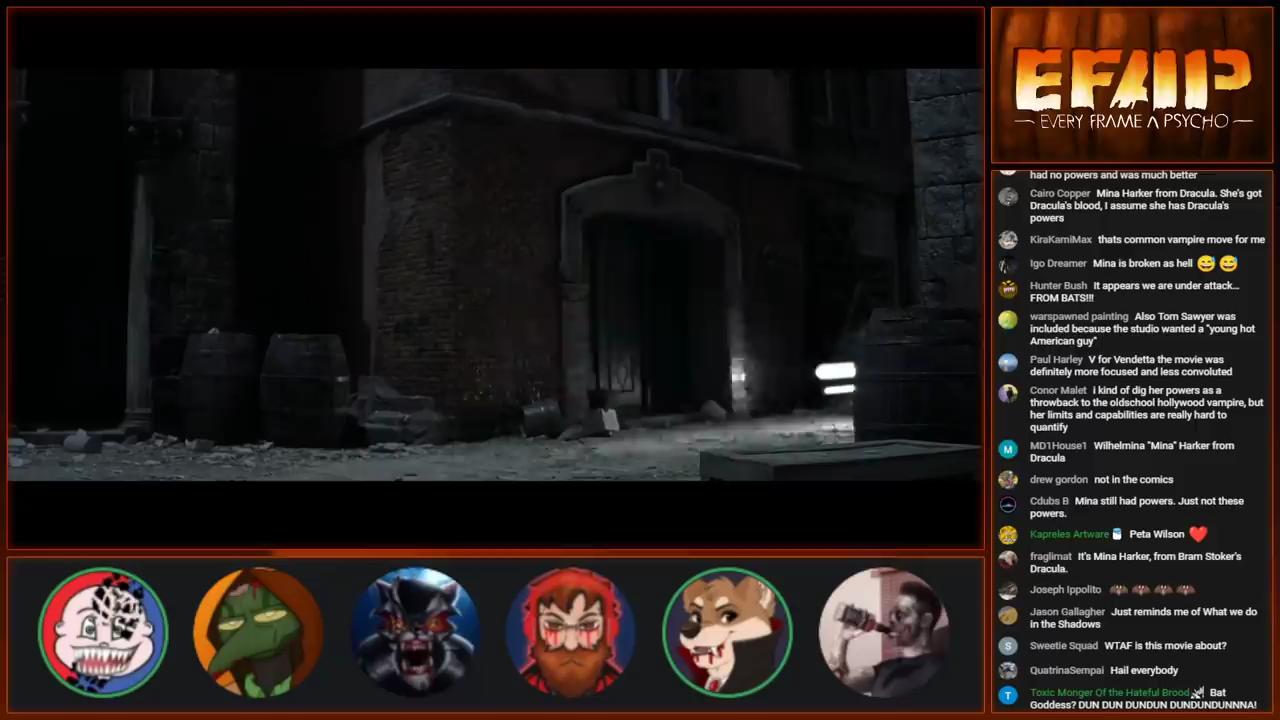 EFAP
EVERY FRAME A PSYCHO
had no powers and was much better
Cairo Copper Mina Harker from Dracula. She's got
Dracula's blood, I assume she has Dracula's
powers
KiraKamiMax thats common vampire move for me
Igo Dreamer Mina is broken as hell 😅 😅
Hunter Bush It appears we are under attack...
FROM BATS!!!
warspawned painting Also Tom Sawyer was
included because the studio wanted a "young hot
American guy"
Paul Harley V for Vendetta the movie was
definitely more focused and less convoluted
Conor Malet i kind of dig her powers as a
throwback to the oldschool hollywood vampire, but
her limits and capabilities are really hard to
quantify
M MD1House1 Wilhelmina "Mina" Harker from
Dracula
drew gordon not in the comics
Cdubs B Mina still had powers. Just not these
powers.
Kapreles Artware Peta Wilson ❤️
fraglimat It's Mina Harker, from Bram Stoker's
Dracula.
Joseph Ippolito 🦇 🦇 🦇 🦇
Jason Gallagher Just reminds me of What we do
in the Shadows
S Sweetie Squad WTAF is this movie about?
QuatrinaSempai Hail everybody
T Toxic Monger Of the Hateful Brood Bat
Goddess? DUN DUN DUNDUN DUNDUNDUNNNA!